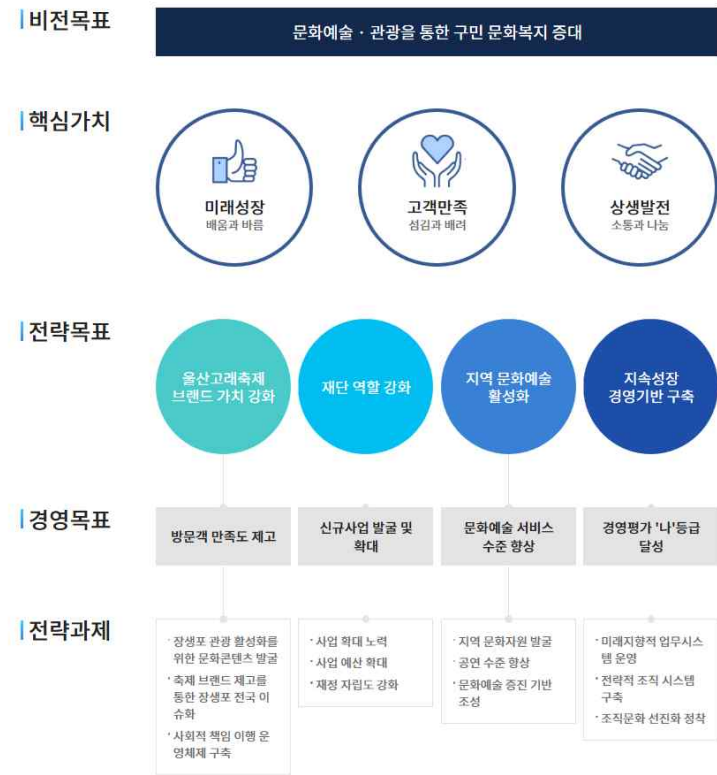 비전목표
문화예술 · 관광을 통한 구민 문화복지 증대
핵심가치
미래성장
배움과 바름
고객만족
섬김과 배려
상생발전
소통과 나눔
전략목표
울산고래축제
브랜드 가치 강화
재단 역할 강화
지역 문화예술
활성화
지속성장
경영기반 구축
경영목표
방문객 만족도 제고
신규사업 발굴 및
확대
문화예술 서비스
수준 향상
경영평가 '나'등급
달성
전략과제
· 장생포 관광 활성화를
위한 문화콘텐츠 발굴
· 축제 브랜드 제고를
통한 장생포 전국 이
슈화
· 사회적 책임 이행 운
영체제 구축
· 사업 확대 노력
· 사업 예산 확대
· 재정 자립도 강화
· 지역 문화자원 발굴
· 공연 수준 향상
· 문화예술 증진 기반
조성
· 미래지향적 업무시스
템 운영
· 전략적 조직 시스템
구축
· 조직문화 선진화 정착